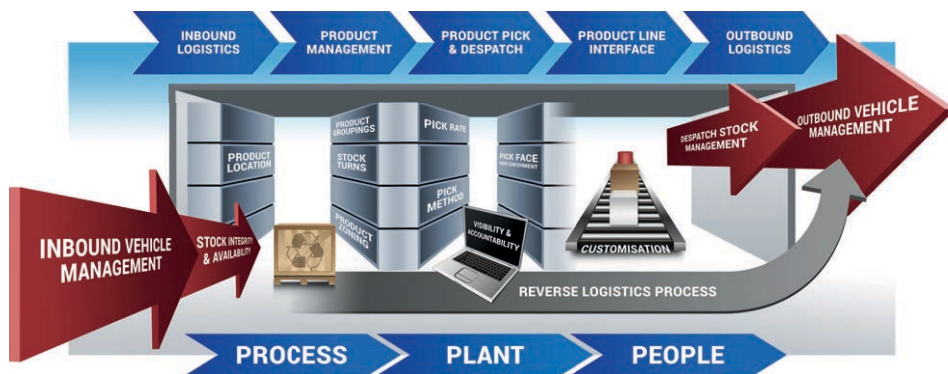 INBOUND
LOGISTICS
PRODUCT
MANAGEMENT
PRODUCT PICK
& DESPATCH
PRODUCT LINE
INTERFACE
OUTBOUND
LOGISTICS
PRODUCT
GROUPINGS
PICK RATE
PRODUCT
LOCATION
STOCK
TURNS
PICK FACE
REPLENISHMENT
DESPATCH STOCK
MANAGEMENT
OUTBOUND VEHICLE
MANAGEMENT
PICK
METHOD
PRODUCT
ZONING
INBOUND VEHICLE
MANAGEMENT
STOCK INTEGRITY
& AVAILABILITY
VISIBILITY &
ACCOUNTABILITY
CUSTOMISATION
REVERSE LOGISTICS PROCESS
PROCESS
PLANT
PEOPLE